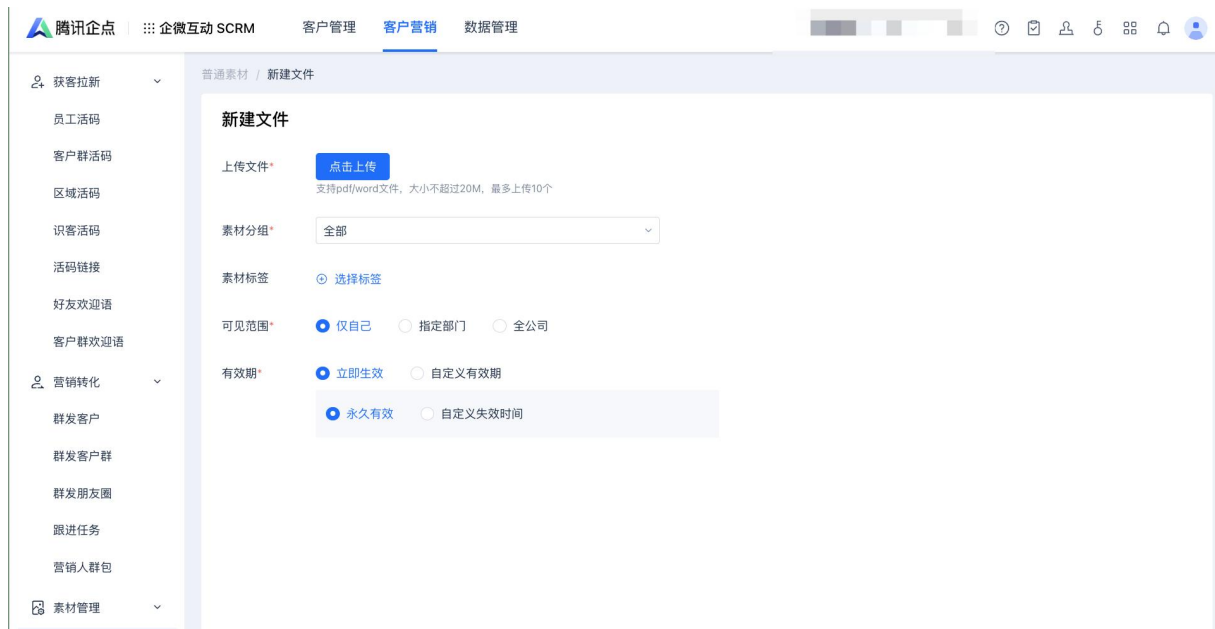 腾讯企点 企微互动 SCRM 客户管理 客户营销 数据管理
获客拉新
员工活码
客户群活码
区域活码
识客活码
活码链接
好友欢迎语
客户群欢迎语
营销转化
群发客户
群发客户群
群发朋友圈
跟进任务
营销人群包
素材管理
普通素材 / 新建文件
新建文件
上传文件* 点击上传
支持pdf/word文件，大小不超过20M，最多上传10个
素材分组* 全部
素材标签 选择标签
可见范围* 仅自己 指定部门 全公司
有效期* 立即生效 自定义有效期
永久有效 自定义失效时间